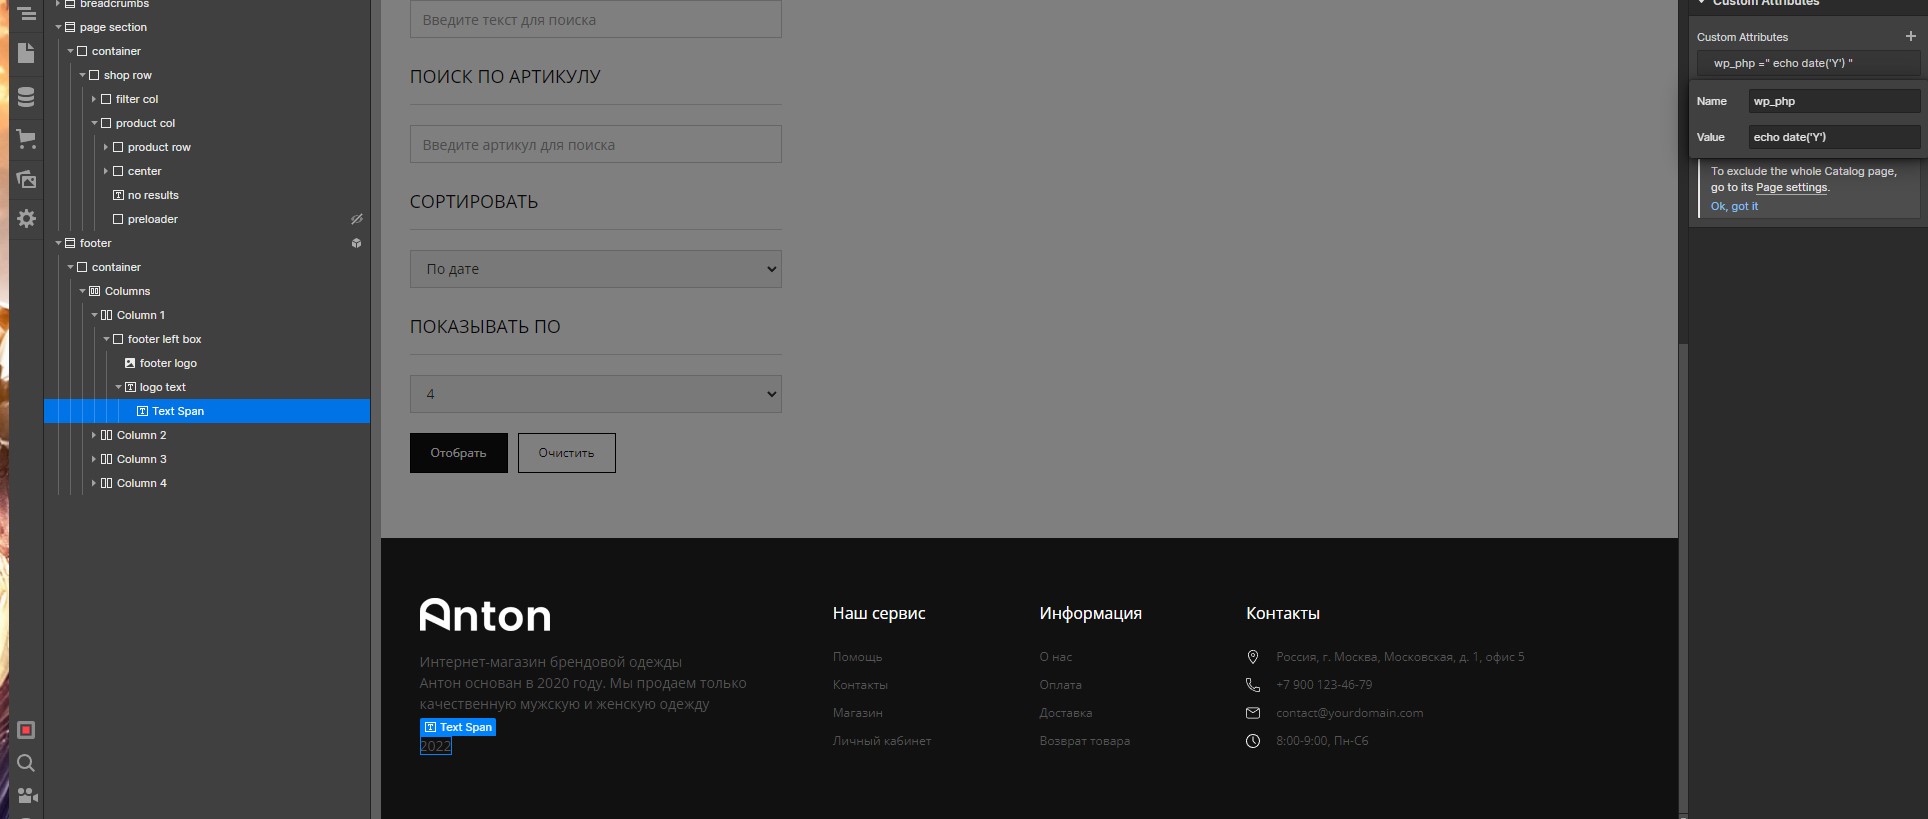 breadcrumbs
page section
container
shop row
filter col
product col
product row
center
no results
preloader
footer
container
Columns
Column 1
footer left box
footer logo
logo text
Text Span
Column 2
Column 3
Column 4
Введите текст для поиска
ПОИСК ПО АРТИКУЛУ
Введите артикул для поиска
СОРТИРОВАТЬ
По дате
ПОКАЗЫВАТЬ ПО
4
Отобрать
Очистить
Anton
Интернет-магазин брендовой одежды
Антон основан в 2020 году. Мы продаем только
качественную мужскую и женскую одежду
Text Span
2022
Наш сервис
Помощь
Контакты
Магазин
Личный кабинет
Информация
О нас
Оплата
Доставка
Возврат товара
Контакты
Россия, г. Москва, Московская, д. 1, офис 5
+7 900 123-46-79
contact@yourdomain.com
8:00-9:00, Пн-Сб
Custom Attributes
Custom Attributes
wp_php =" echo date('Y') "
Name wp_php
Value echo date('Y')
To exclude the whole Catalog page,
go to its Page settings.
Ok, got it